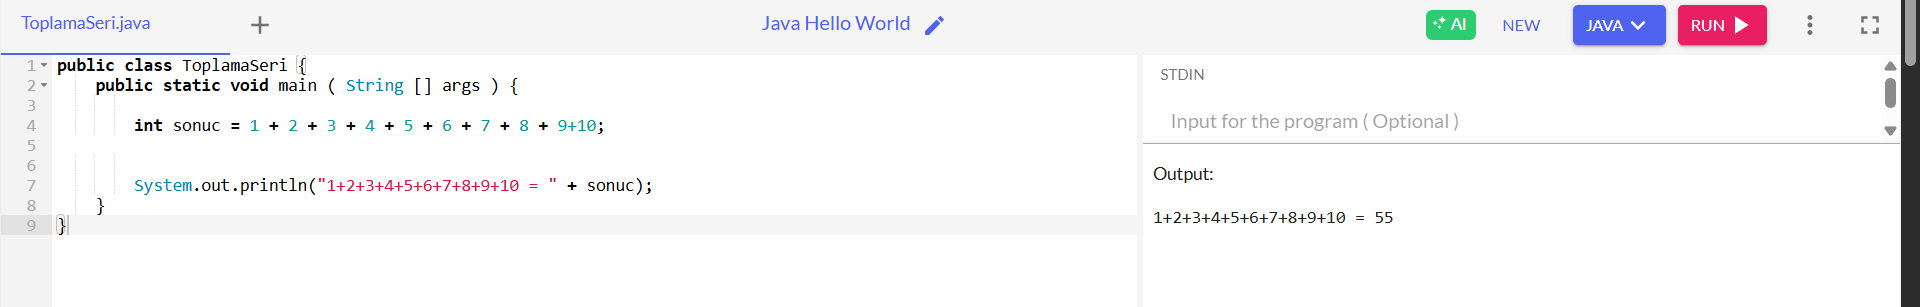 ToplamaSeri.java
+
Java Hello World
AI
NEW
JAVA
RUN
1 public class ToplamaSeri {
2     public static void main ( String [] args ) {
3
4         int sonuc = 1 + 2 + 3 + 4 + 5 + 6 + 7 + 8 + 9+10;
5
6
7         System.out.println("1+2+3+4+5+6+7+8+9+10 = " + sonuc);
8     }
9 }
STDIN
Input for the program ( Optional )
Output:
1+2+3+4+5+6+7+8+9+10 = 55